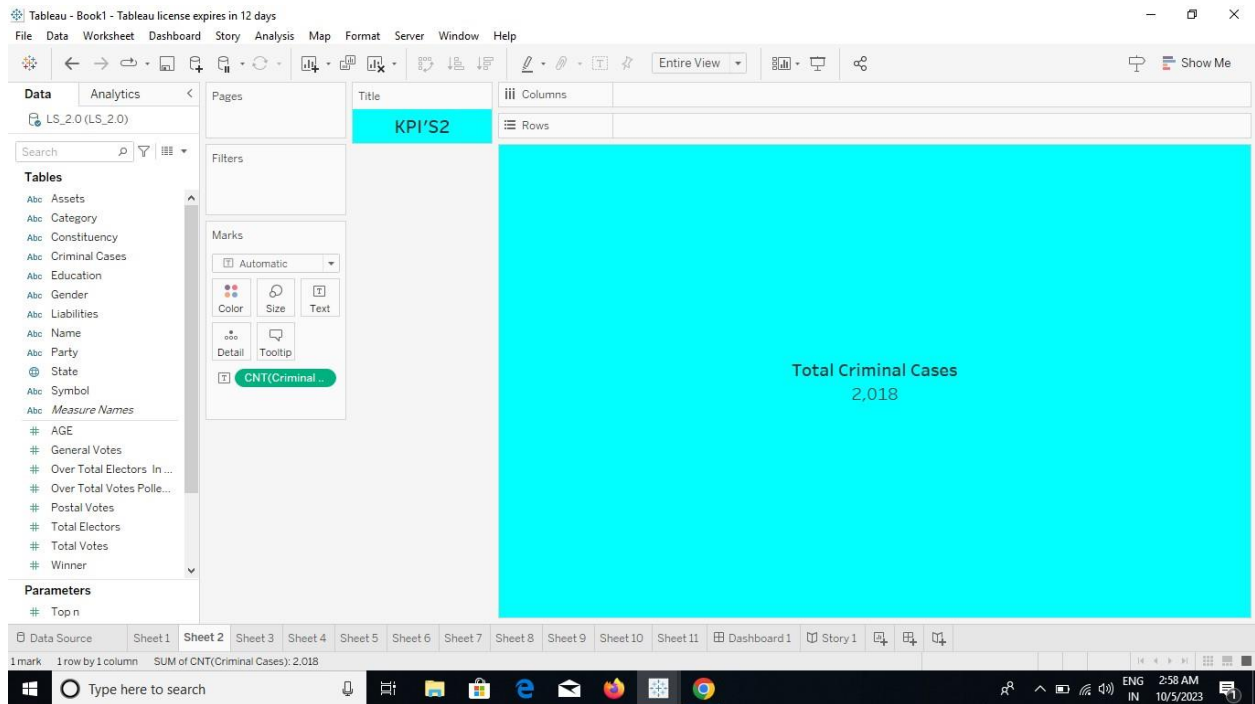 Tableau - Book1 - Tableau license expires in 12 days
File Data Worksheet Dashboard Story Analysis Map Format Server Window Help
Entire View
Show Me
Data Analytics
LS_2.0 (LS_2.0)
Search
Tables
Abc Assets
Abc Category
Abc Constituency
Abc Criminal Cases
Abc Education
Abc Gender
Abc Liabilities
Abc Name
Abc Party
State
Abc Symbol
Abc Measure Names
# AGE
# General Votes
# Over Total Electors In ...
# Over Total Votes Polle...
# Postal Votes
# Total Electors
# Total Votes
# Winner
Parameters
# Top n
Pages
Filters
Marks
Automatic
Color Size Text
Detail Tooltip
CNT(Criminal ..
Title
KPI'S2
Columns
Rows
Total Criminal Cases
2,018
Data Source Sheet 1 Sheet 2 Sheet 3 Sheet 4 Sheet 5 Sheet 6 Sheet 7 Sheet 8 Sheet 9 Sheet 10 Sheet 11 Dashboard 1 Story 1
1 mark 1 row by 1 column SUM of CNT(Criminal Cases): 2,018
Type here to search
ENG 2:58 AM
IN 10/5/2023